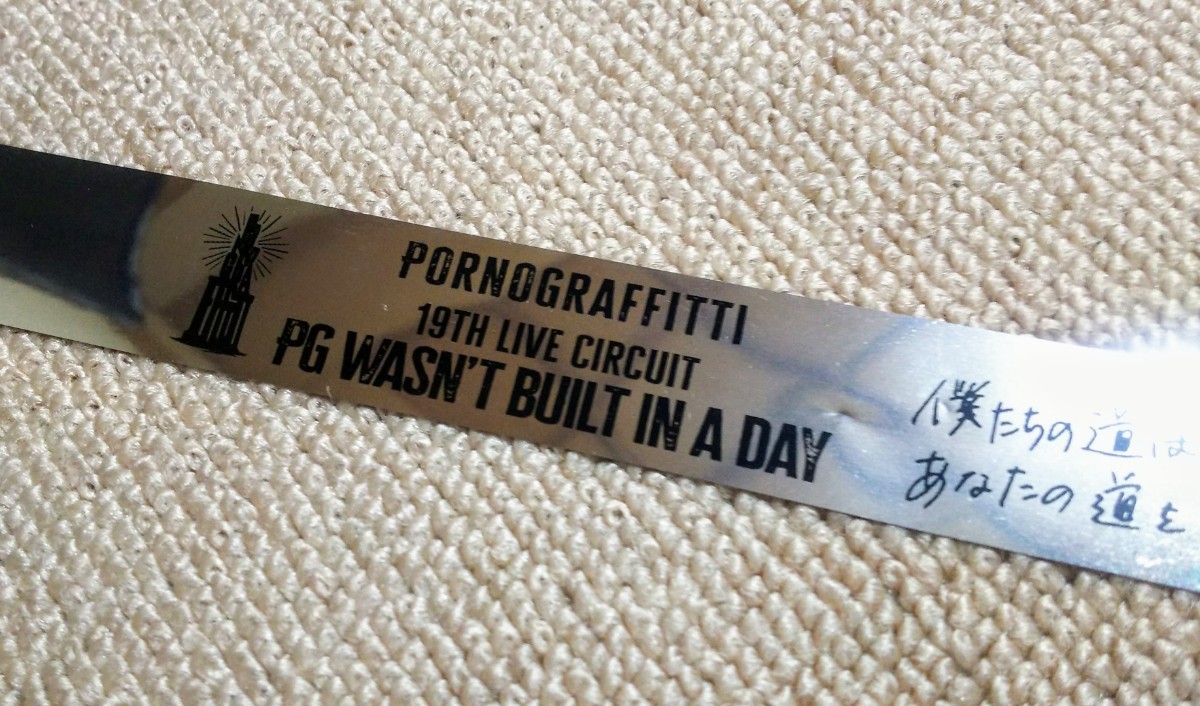 PORNOGRAFFITTI
19TH LIVE CIRCUIT
PG WASN'T BUILT IN A DAY
僕たちの道は
あなたの道を